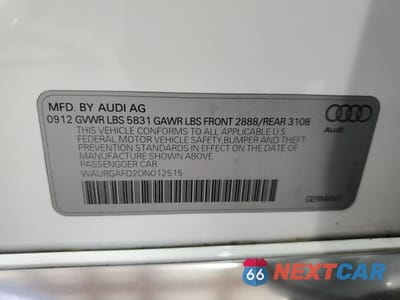 MFD. BY AUDI AG
0912 GVWR LBS 5831 GAWR LBS FRONT 2888/REAR 3108
THIS VEHICLE CONFORMS TO ALL APPLICABLE U.S
FEDERAL MOTOR VEHICLE SAFETY,BUMPER AND THEFT
PREVENTION STANDARDS IN EFFECT ON THE DATE OF
MANUFACTURE SHOWN ABOVE.
PASSENGER CAR
WAURGAFD2DN012515
Audi
GERMANY
66 NEXTCAR